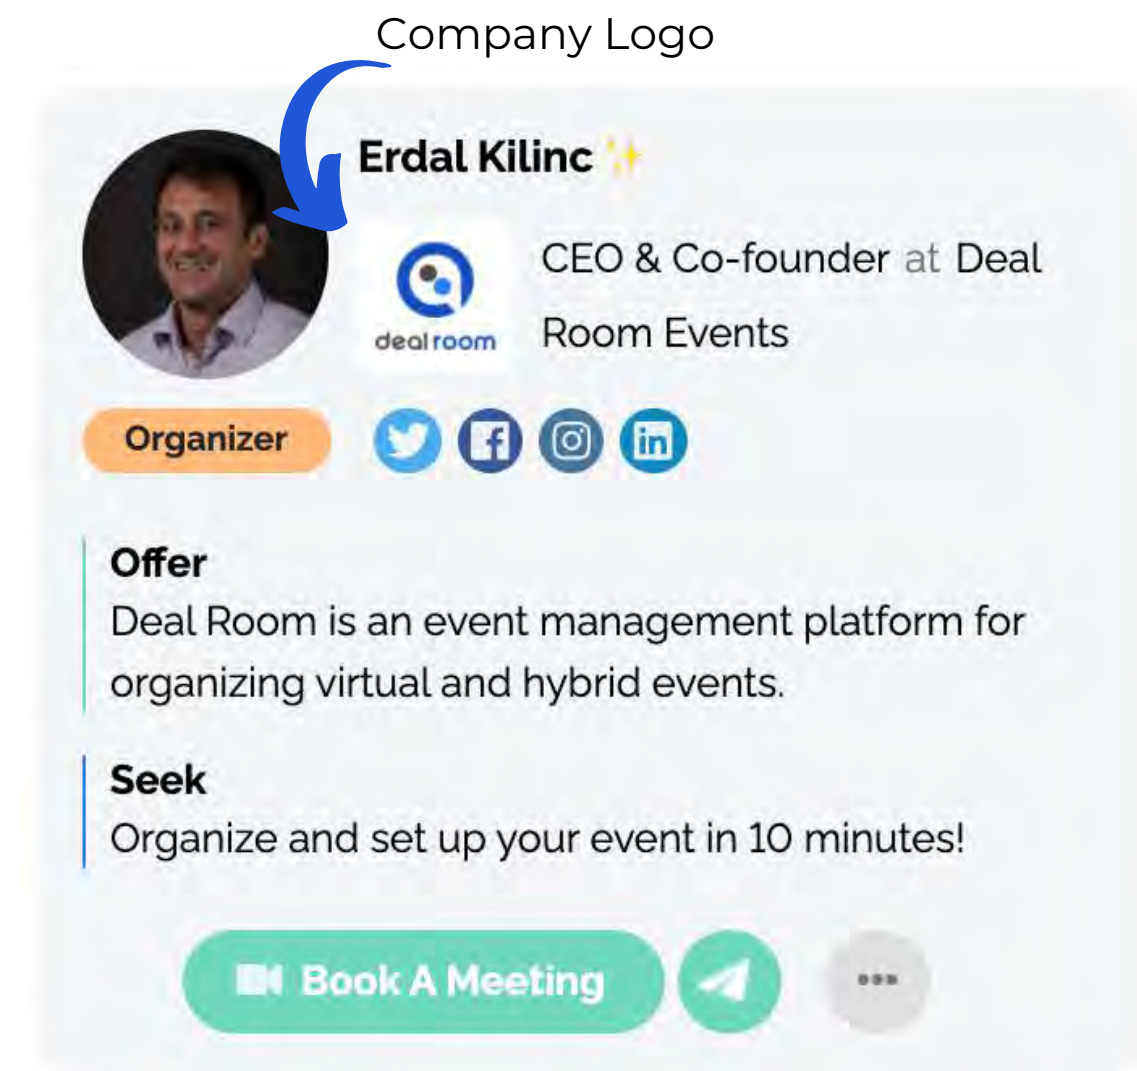 Company Logo
Erdal Kilinc
CEO & Co-founder at Deal
Room Events
deal room
Organizer
Offer
Deal Room is an event management platform for
organizing virtual and hybrid events.
Seek
Organize and set up your event in 10 minutes!
Book A Meeting